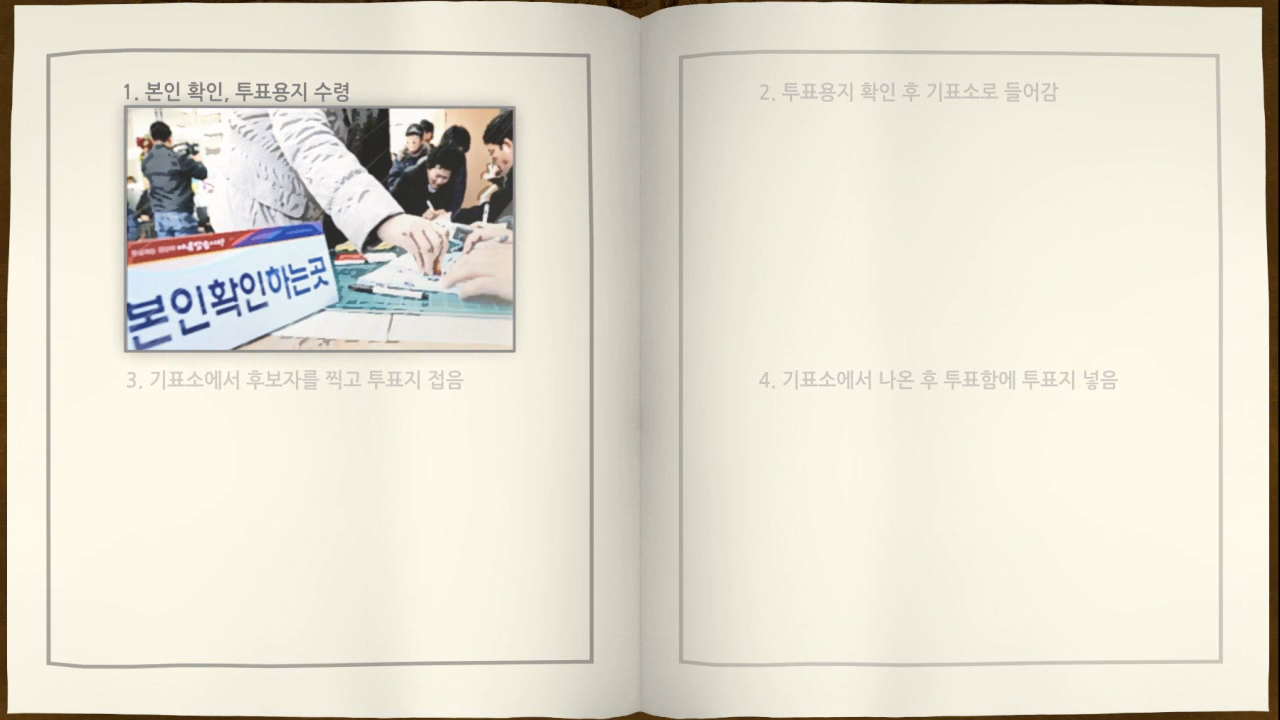 1. 본인 확인, 투표용지 수령
본인확인하는곳
3. 기표소에서 후보자를 찍고 투표지 접음
2. 투표용지 확인 후 기표소로 들어감
4. 기표소에서 나온 후 투표함에 투표지 넣음